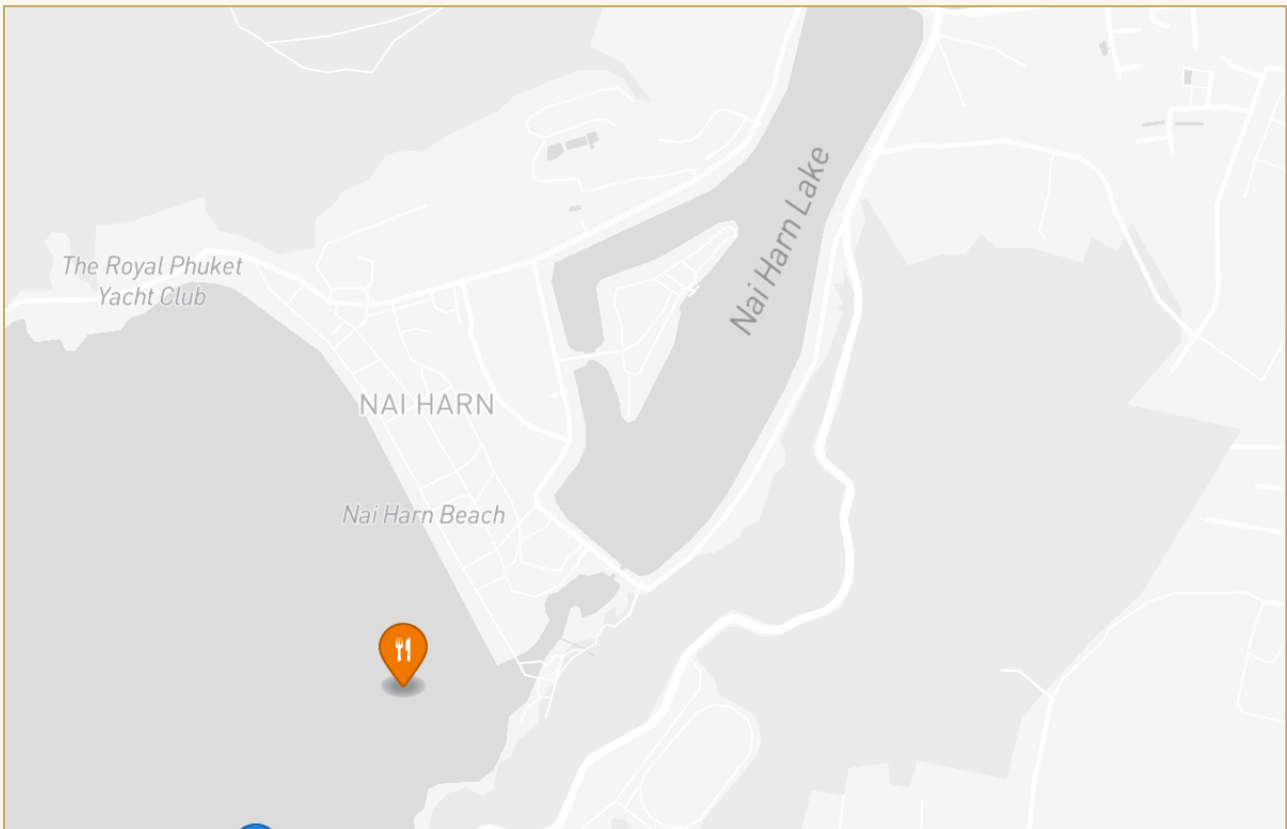 Nai Harn Lake
The Royal Phuket
Yacht Club
NAI HARN
Nai Harn Beach